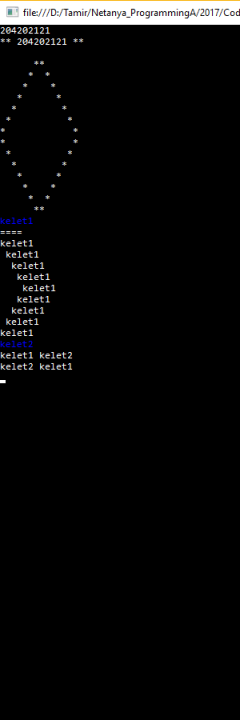 file:///D:/Tamir/Netanya_ProgrammingA/2017/Cod
204202121
** 204202121 **
      **
     *  *
    *    *
   *      *
  *        *
 *          *
*            *
*            *
 *          *
  *        *
   *      *
    *    *
     *  *
      **
kelet1
====
kelet1
 kelet1
  kelet1
   kelet1
    kelet1
   kelet1
  kelet1
 kelet1
kelet1
kelet2
kelet1 kelet2
kelet2 kelet1